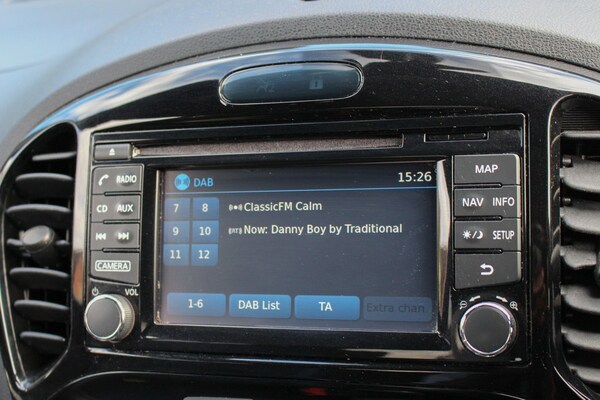 DAB 15:26
MAP
RADIO
7 8 ClassicFM Calm
CD AUX
NAV INFO
9 10 Now: Danny Boy by Traditional
SETUP
11 12
CAMERA
VOL
1-6 DAB List TA Extra chan.